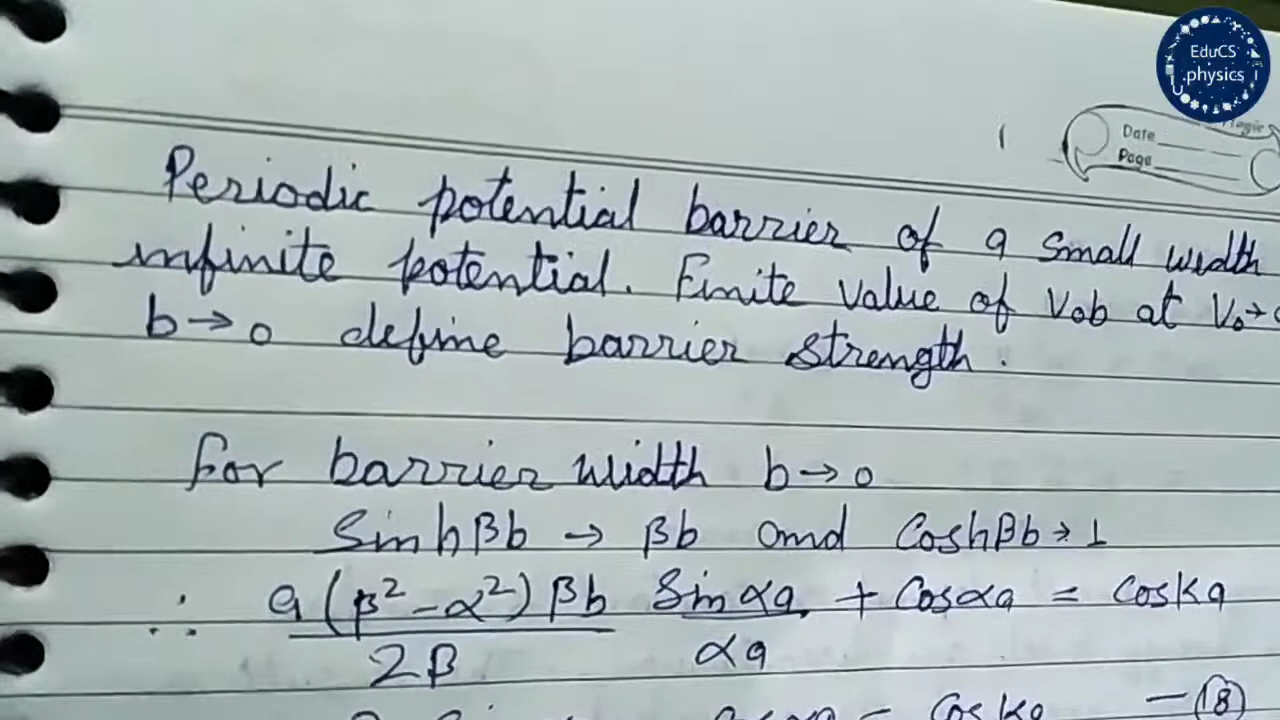 EduCS
.physics
Date
Page
Periodic potential barrier of a small width
infinite potential. Finite value of V₀b at V₀→
b→0 define barrier strength.
For barrier width b→0
Sinhβb → βb and Coshβb→1
∴ a(β²-α²)βb/2β Sinαa/αa + Cosαa = CosKa
= CosKa —(8)